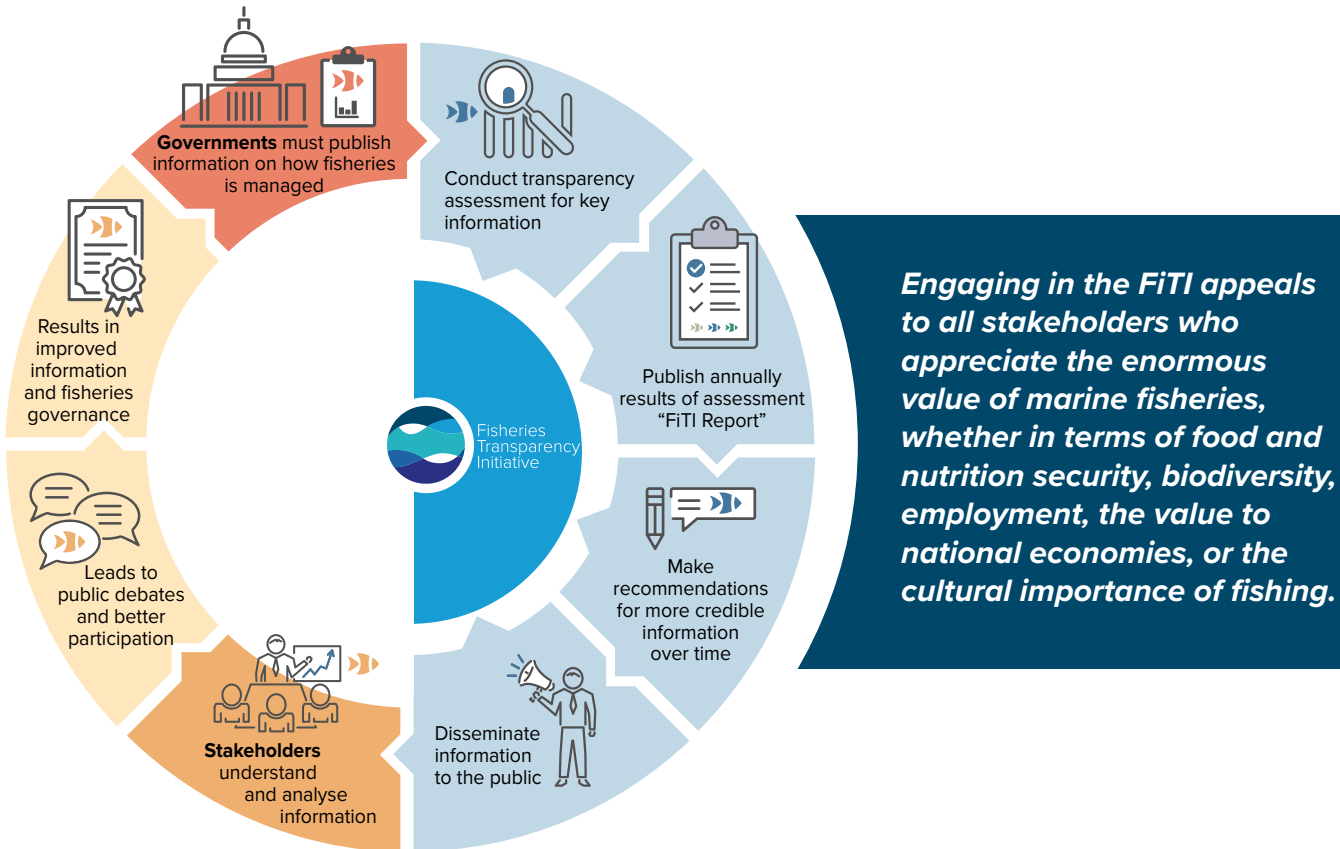 Governments must publish
information on how fisheries
is managed
Conduct transparency
assessment for key
information
Publish annually
results of assessment
“FiTI Report”
Make
recommendations
for more credible
information
over time
Disseminate
information
to the public
Stakeholders
understand
and analyse
information
Leads to
public debates
and better
participation
Results in
improved
information
and fisheries
governance
Fisheries
Transparency
Initiative
Engaging in the FiTI appeals
to all stakeholders who
appreciate the enormous
value of marine fisheries,
whether in terms of food and
nutrition security, biodiversity,
employment, the value to
national economies, or the
cultural importance of fishing.